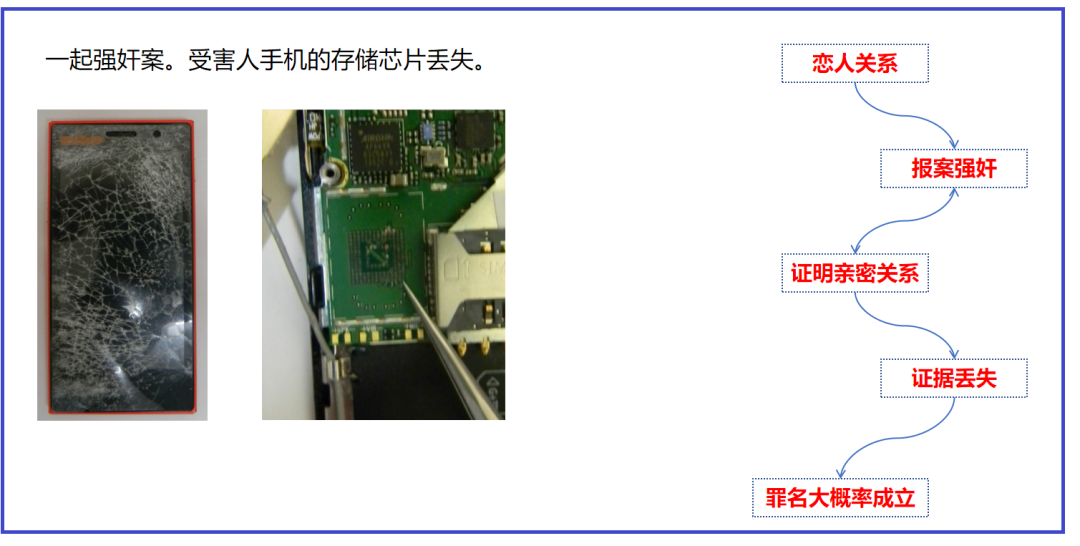 一起强奸案。受害人手机的存储芯片丢失。
恋人关系
报案强奸
证明亲密关系
证据丢失
罪名大概率成立